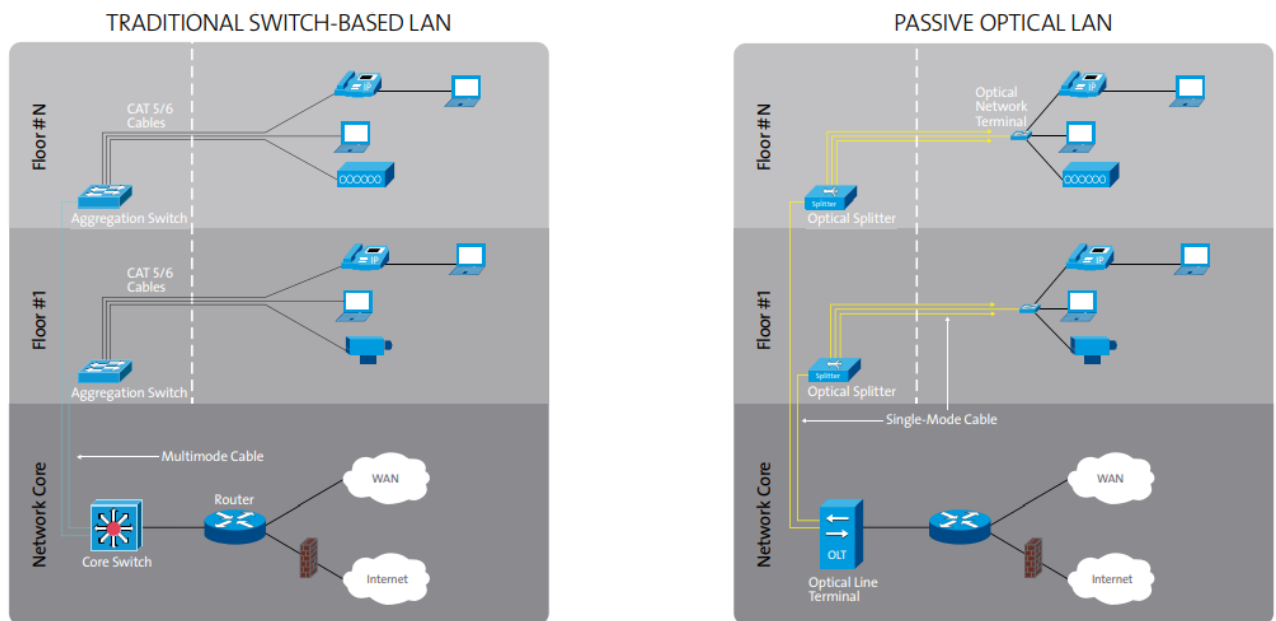 TRADITIONAL SWITCH-BASED LAN
Floor #N
CAT 5/6
Cables
IP
Aggregation Switch
Floor #1
CAT 5/6
Cables
IP
Aggregation Switch
Network Core
Multimode Cable
Core Switch
Router
WAN
Internet
PASSIVE OPTICAL LAN
Floor #N
Optical
Network
Terminal
IP
Splitter
Optical Splitter
Floor #1
IP
Splitter
Optical Splitter
Single-Mode Cable
Network Core
OLT
Optical Line
Terminal
WAN
Internet